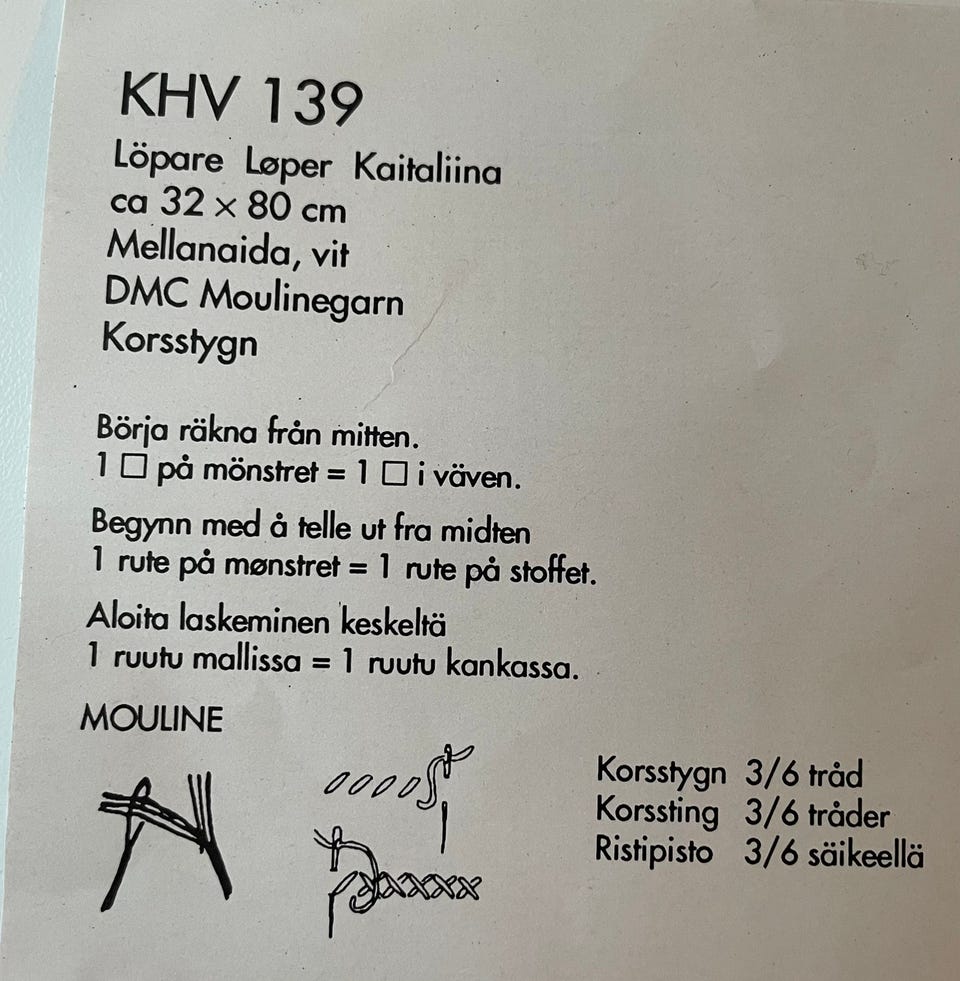 KHV 139
Löpare Løper Kaitaliina
ca 32 × 80 cm
Mellanaida, vit
DMC Moulinegarn
Korsstygn
Börja räkna från mitten.
1 □ på mönstret = 1 □ i väven.
Begynn med å telle ut fra midten
1 rute på mønstret = 1 rute på stoffet.
Aloita laskeminen keskeltä
1 ruutu mallissa = 1 ruutu kankassa.
MOULINE
Korsstygn 3/6 tråd
Korssting 3/6 tråder
Ristipisto 3/6 säikeellä